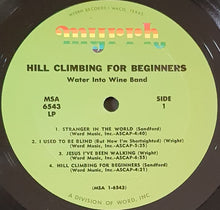 WORD RECORDS • WACO, TEXAS
myrrh
HILL CLIMBING FOR BEGINNERS
Water Into Wine Band
MSA
6543
LP
SIDE
1
1. STRANGER IN THE WORLD (Sandford)
(Word Music, Inc.-ASCAP-4:40)
2. I USED TO BE BLIND (But Now I'm Shortsighted) (Wright)
(Word Music, Inc.-ASCAP-5:25)
3. JESUS I'VE BEEN WALKING (Wright)
(Word Music, Inc.-ASCAP-6:55)
4. HILL CLIMBING FOR BEGINNERS (Sandford)
(Word Music, Inc.-ASCAP-4:21)
(MSA 1-6543)
A DIVISION OF WORD, INC.